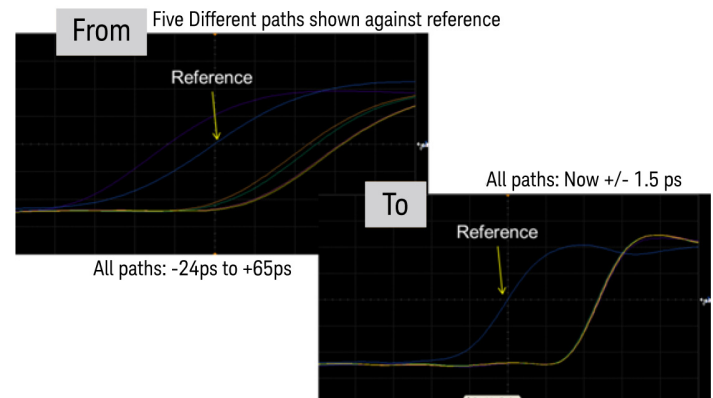 From
Five Different paths shown against reference
Reference
All paths: Now +/- 1.5 ps
To
Reference
All paths: -24ps to +65ps